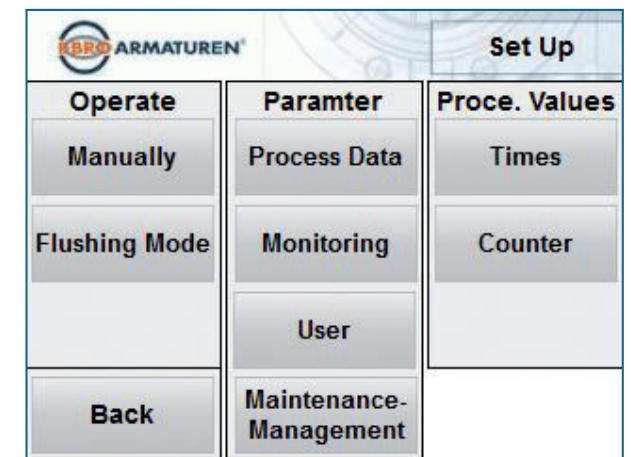 EBRO ARMATUREN®
Set Up
Operate
Manually
Flushing Mode
Back
Paramter
Process Data
Monitoring
User
Maintenance-
Management
Proce. Values
Times
Counter